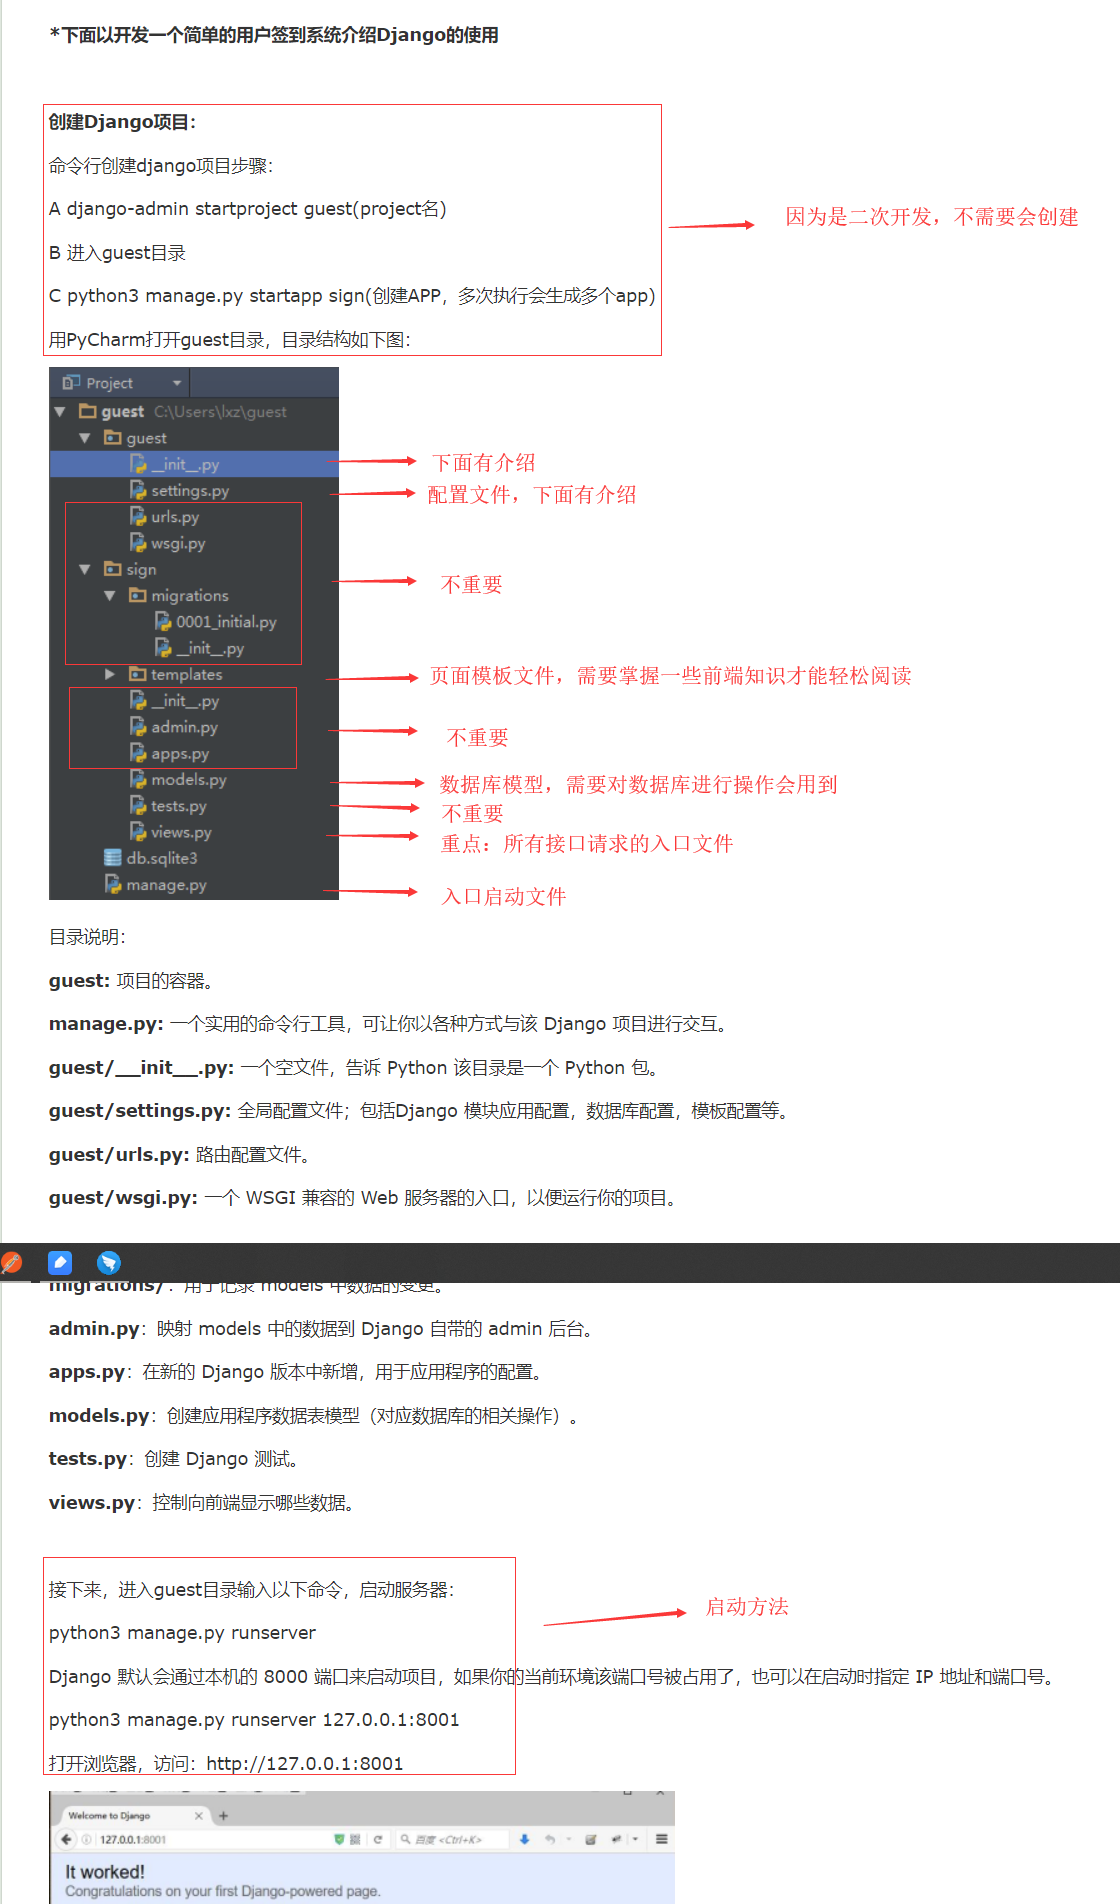 *下面以开发一个简单的用户签到系统介绍Django的使用
创建Django项目：
命令行创建django项目步骤：
A django-admin startproject guest(project名)
B 进入guest目录
C python3 manage.py startapp sign(创建APP，多次执行会生成多个app)
用PyCharm打开guest目录，目录结构如下图：
因为是二次开发，不需要会创建
Project
guest C:\Users\lxz\guest
guest
__init__.py
下面有介绍
settings.py
配置文件，下面有介绍
urls.py
wsgi.py
sign
不重要
migrations
0001_initial.py
__init__.py
templates
页面模板文件，需要掌握一些前端知识才能轻松阅读
__init__.py
admin.py
不重要
apps.py
models.py
数据库模型，需要对数据库进行操作会用到
tests.py
不重要
views.py
重点：所有接口请求的入口文件
db.sqlite3
manage.py
入口启动文件
目录说明：
guest: 项目的容器。
manage.py: 一个实用的命令行工具，可让你以各种方式与该 Django 项目进行交互。
guest/__init__.py: 一个空文件，告诉 Python 该目录是一个 Python 包。
guest/settings.py: 全局配置文件；包括Django 模块应用配置，数据库配置，模板配置等。
guest/urls.py: 路由配置文件。
guest/wsgi.py: 一个 WSGI 兼容的 Web 服务器的入口，以便运行你的项目。
migrations/：用于记录 models 中数据的变更。
admin.py：映射 models 中的数据到 Django 自带的 admin 后台。
apps.py：在新的 Django 版本中新增，用于应用程序的配置。
models.py：创建应用程序数据表模型（对应数据库的相关操作）。
tests.py：创建 Django 测试。
views.py：控制向前端显示哪些数据。
接下来，进入guest目录输入以下命令，启动服务器：
启动方法
python3 manage.py runserver
Django 默认会通过本机的 8000 端口来启动项目，如果你的当前环境该端口号被占用了，也可以在启动时指定 IP 地址和端口号。
python3 manage.py runserver 127.0.0.1:8001
打开浏览器，访问：http://127.0.0.1:8001
Welcome to Django
127.0.0.1:8001
百度 <Ctrl+K>
It worked!
Congratulations on your first Django-powered page.